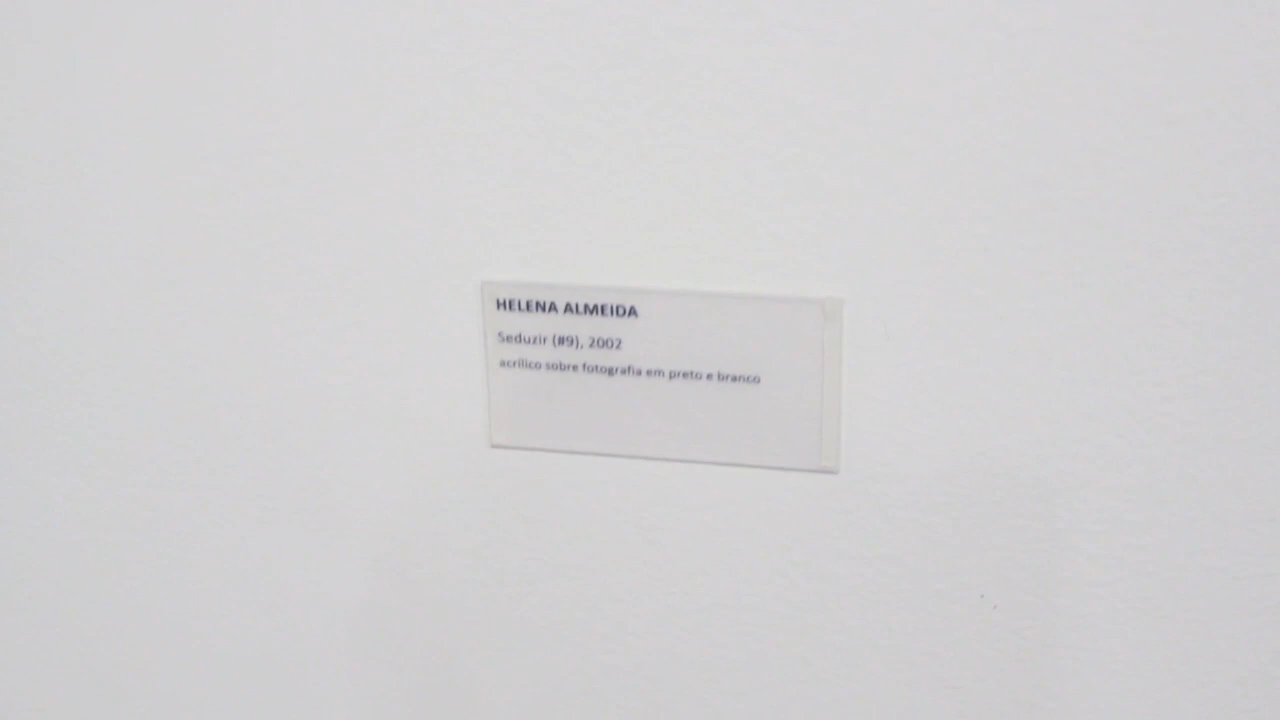 HELENA ALMEIDA
Seduzir (#9), 2002
acrílico sobre fotografia em preto e branco